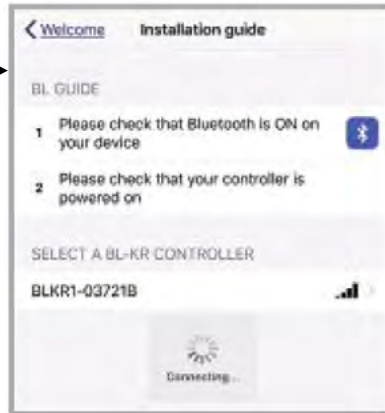 Welcome Installation guide
BL GUIDE
1 Please check that Bluetooth is ON on
your device
2 Please check that your controller is
powered on
SELECT A BL-KR CONTROLLER
BLKR1-03721B
Connecting...